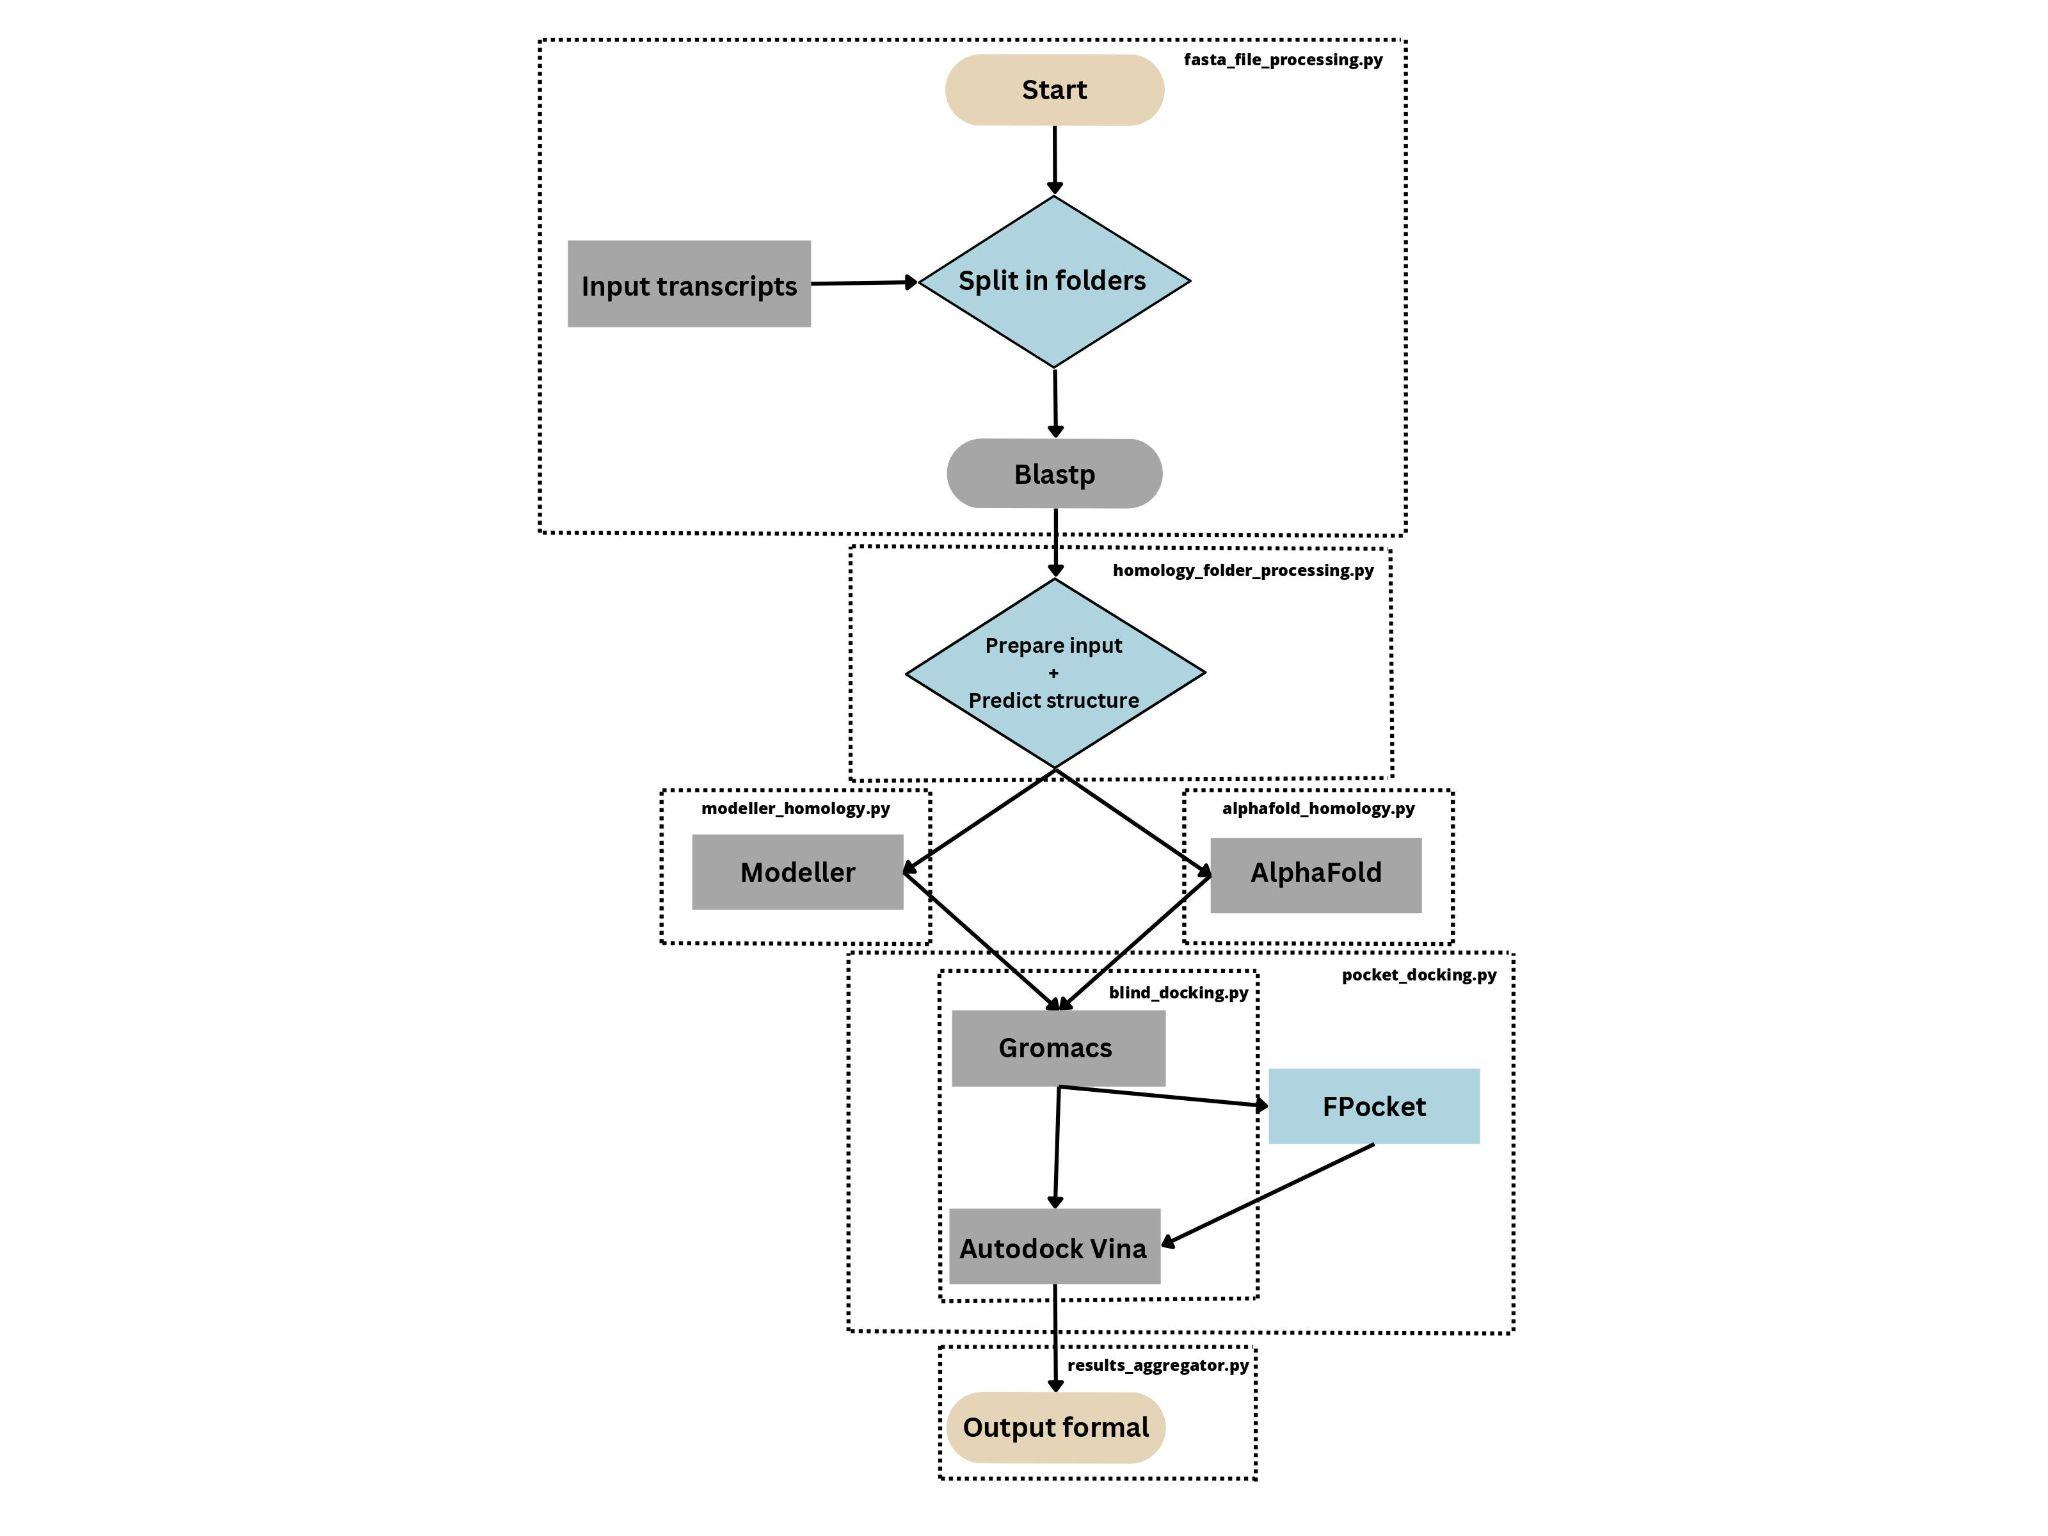 fasta_file_processing.py
Start
Input transcripts
Split in folders
Blastp
homology_folder_processing.py
Prepare input
+
Predict structure
modeller_homology.py
Modeller
alphafold_homology.py
AlphaFold
pocket_docking.py
blind_docking.py
Gromacs
FPocket
Autodock Vina
results_aggregator.py
Output formal